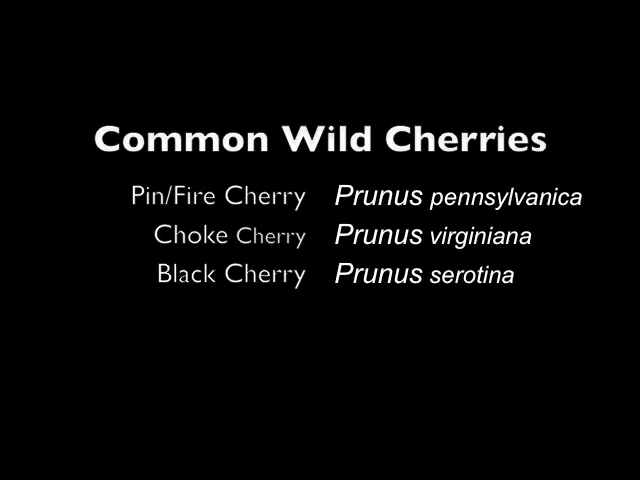 Common Wild Cherries
Pin/Fire Cherry Prunus pennsylvanica
Choke Cherry Prunus virginiana
Black Cherry Prunus serotina